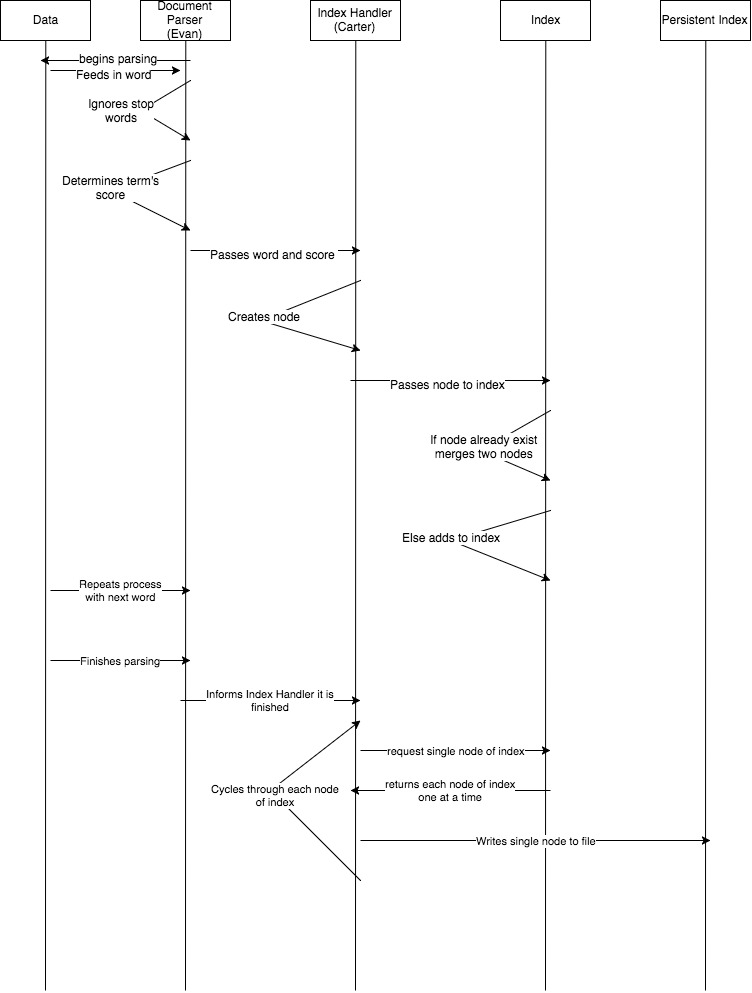 Data
Document
Parser
(Evan)
Index Handler
(Carter)
Index
Persistent Index
begins parsing
Feeds in word
Ignores stop
words
Determines term's
score
Passes word and score
Creates node
Passes node to index
If node already exist
merges two nodes
Else adds to index
Repeats process
with next word
Finishes parsing
Informs Index Handler it is
finished
request single node of index
Cycles through each node
of index
returns each node of index
one at a time
Writes single node to file